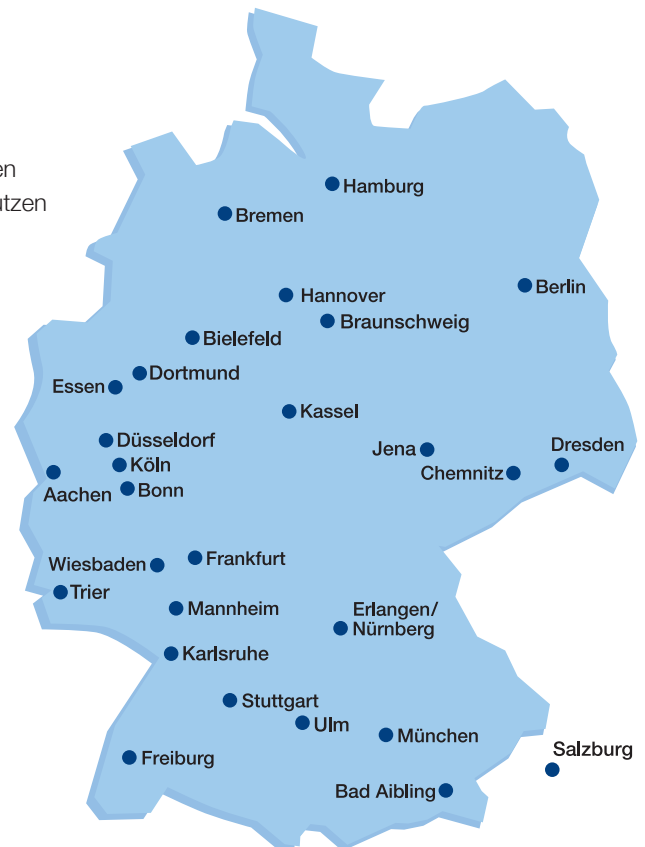 en
utzen
Hamburg
Bremen
Berlin
Hannover
Braunschweig
Bielefeld
Dortmund
Essen
Kassel
Düsseldorf
Jena
Dresden
Köln
Chemnitz
Aachen
Bonn
Frankfurt
Wiesbaden
Trier
Mannheim
Erlangen/
Nürnberg
Karlsruhe
Stuttgart
Ulm
München
Salzburg
Freiburg
Bad Aibling